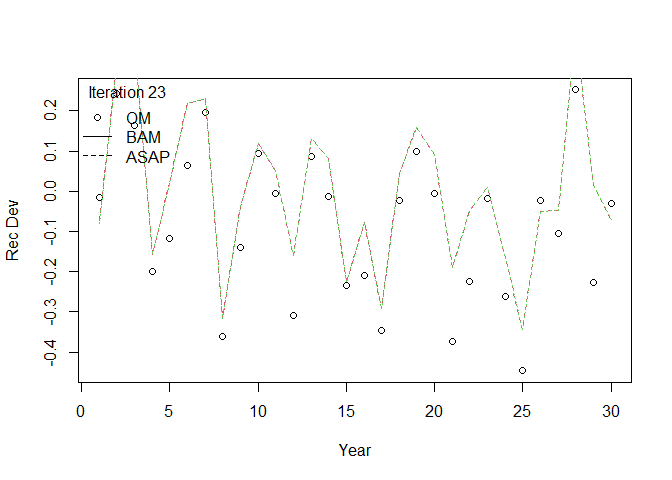 Iteration 23
OM
BAM
ASAP
0.2
0.1
0.0
-0.1
-0.2
-0.3
-0.4
Rec Dev
0 5 10 15 20 25 30
Year